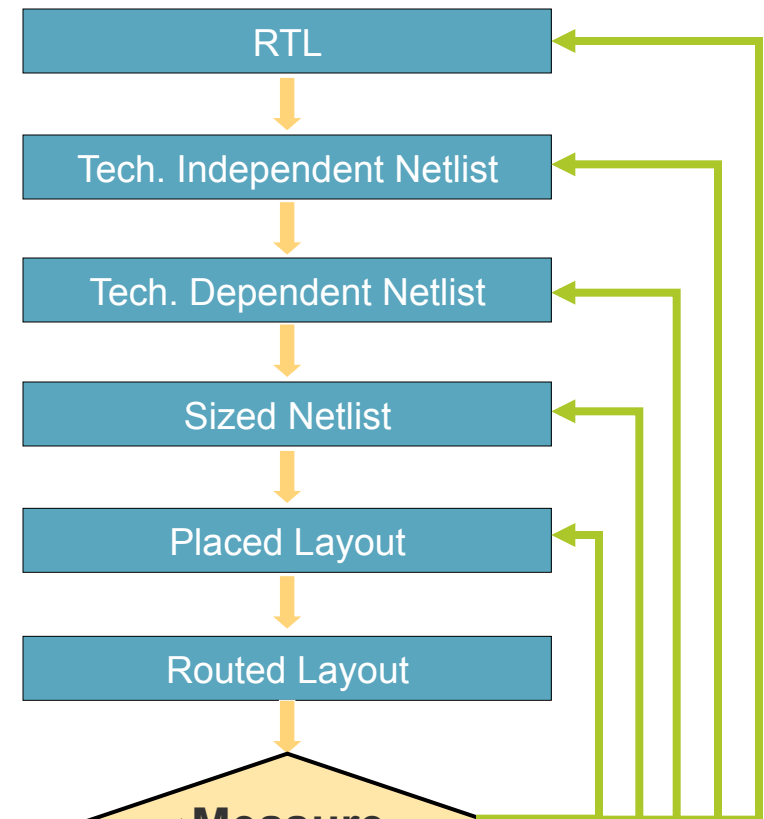 RTL
Tech. Independent Netlist
Tech. Dependent Netlist
Sized Netlist
Placed Layout
Routed Layout
Measure